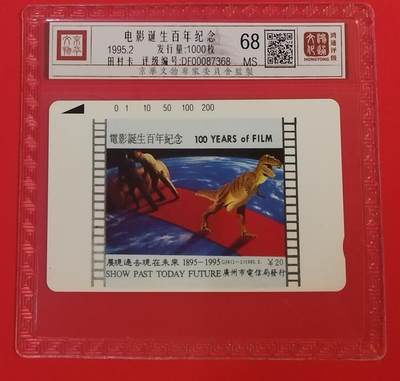 电影诞生百年纪念
1995.2 发行量:1000枚
田村卡 评级编号:DF00087368
68
MS
京华文物专家委员会监制
HONGTONG
0 1 10 50 100 200
電影誕生百年紀念 100 YEARS of FILM
展現過去現在未來 1895-1995
¥20
SHOW PAST TODAY FUTURE 廣州市電信局發行